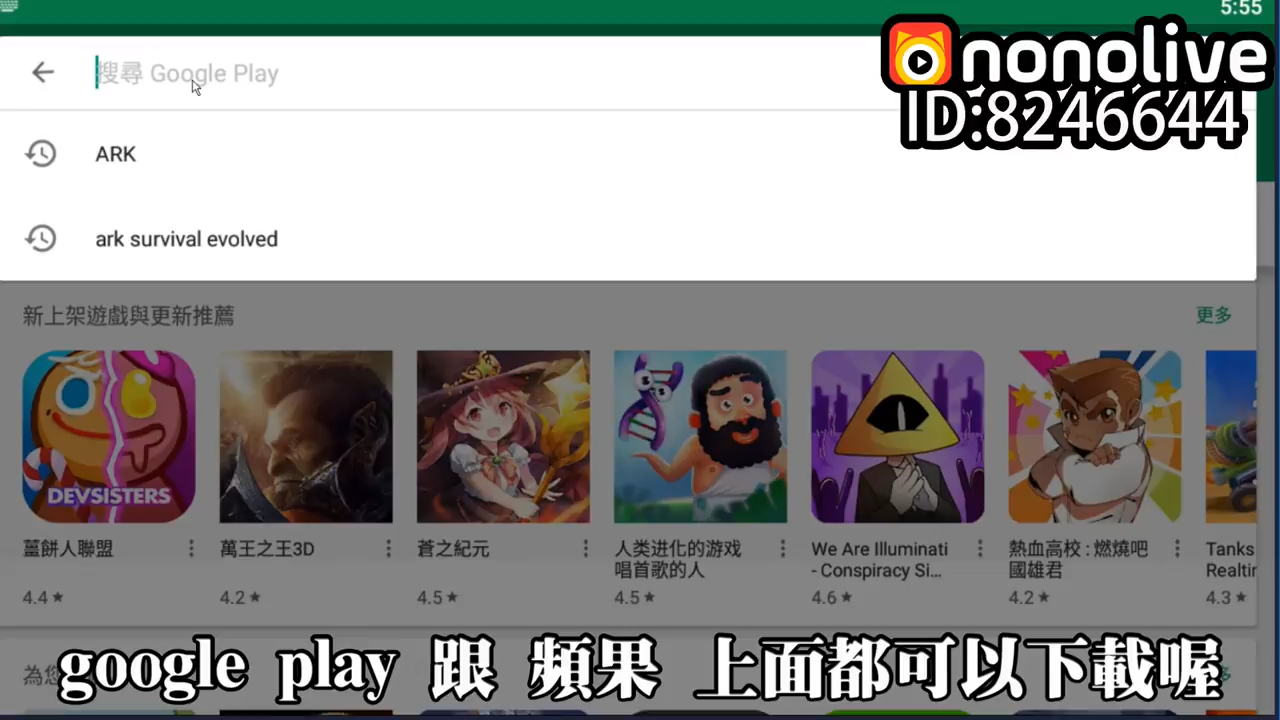 5:55
搜尋 Google Play
nonolive
ID:8246644
ARK
ark survival evolved
新上架遊戲與更新推薦
更多
DEVSISTERS
薑餅人聯盟
萬王之王3D
蒼之紀元
人类进化的游戏
唱首歌的人
We Are Illuminati
- Conspiracy Si...
熱血高校 : 燃燒吧
國雄君
Tanks
Realtin
4.4★
4.2★
4.5★
4.5★
4.6★
4.2★
4.3★
google play 跟 頻果 上面都可以下載喔